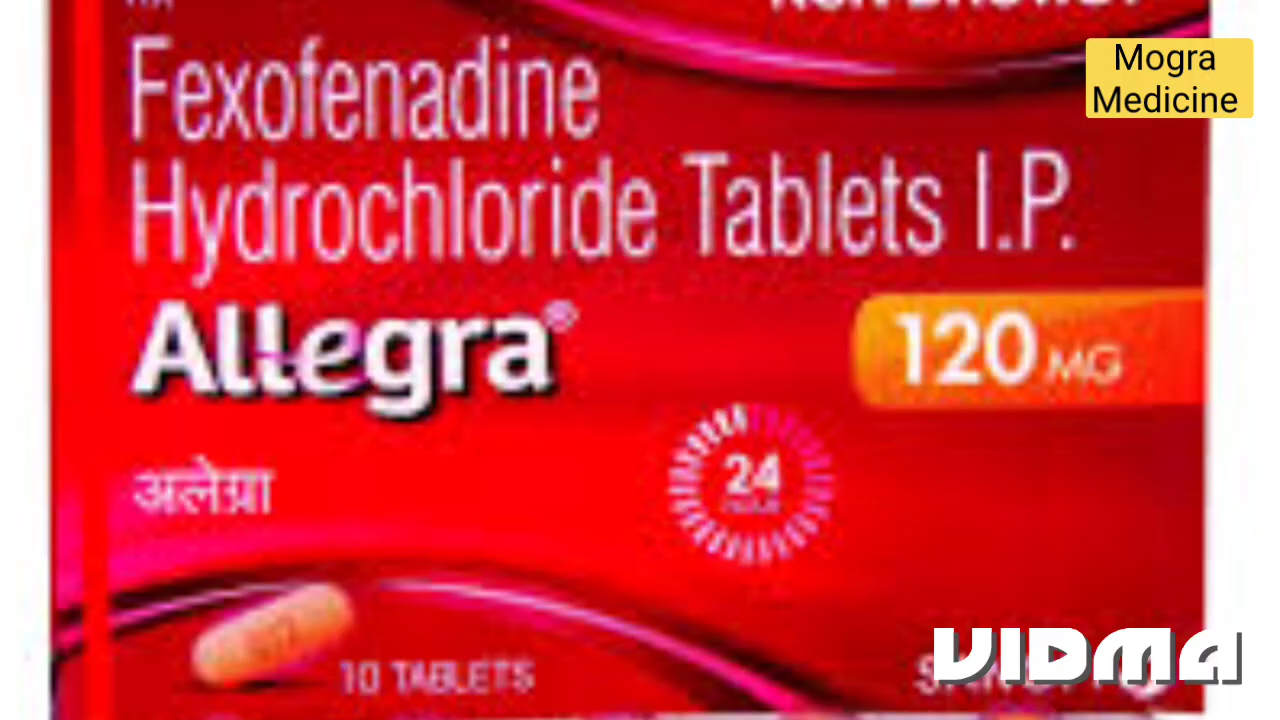 Mogra
Medicine
Fexofenadine
Hydrochloride Tablets I.P.
Allegra®
120 MG
24
अलेग्रा
10 TABLETS
VIDMA